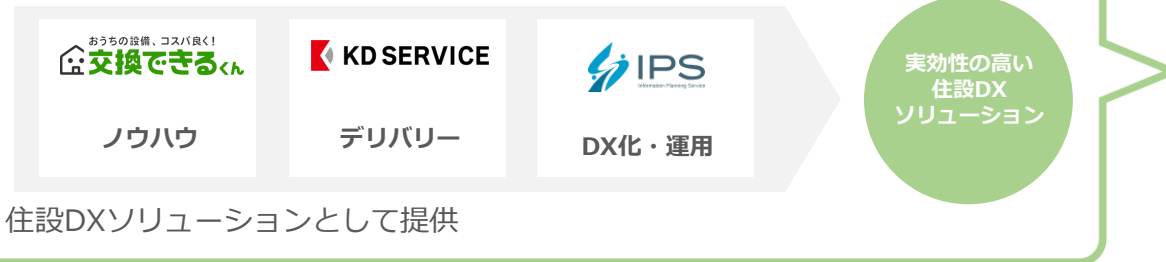 おうちの設備、コスパ良く!
交換できるくん
KD SERVICE
IPS
Information Planning Service
ノウハウ
デリバリー
DX化・運用
実効性の高い
住設DX
ソリューション
住設DXソリューションとして提供